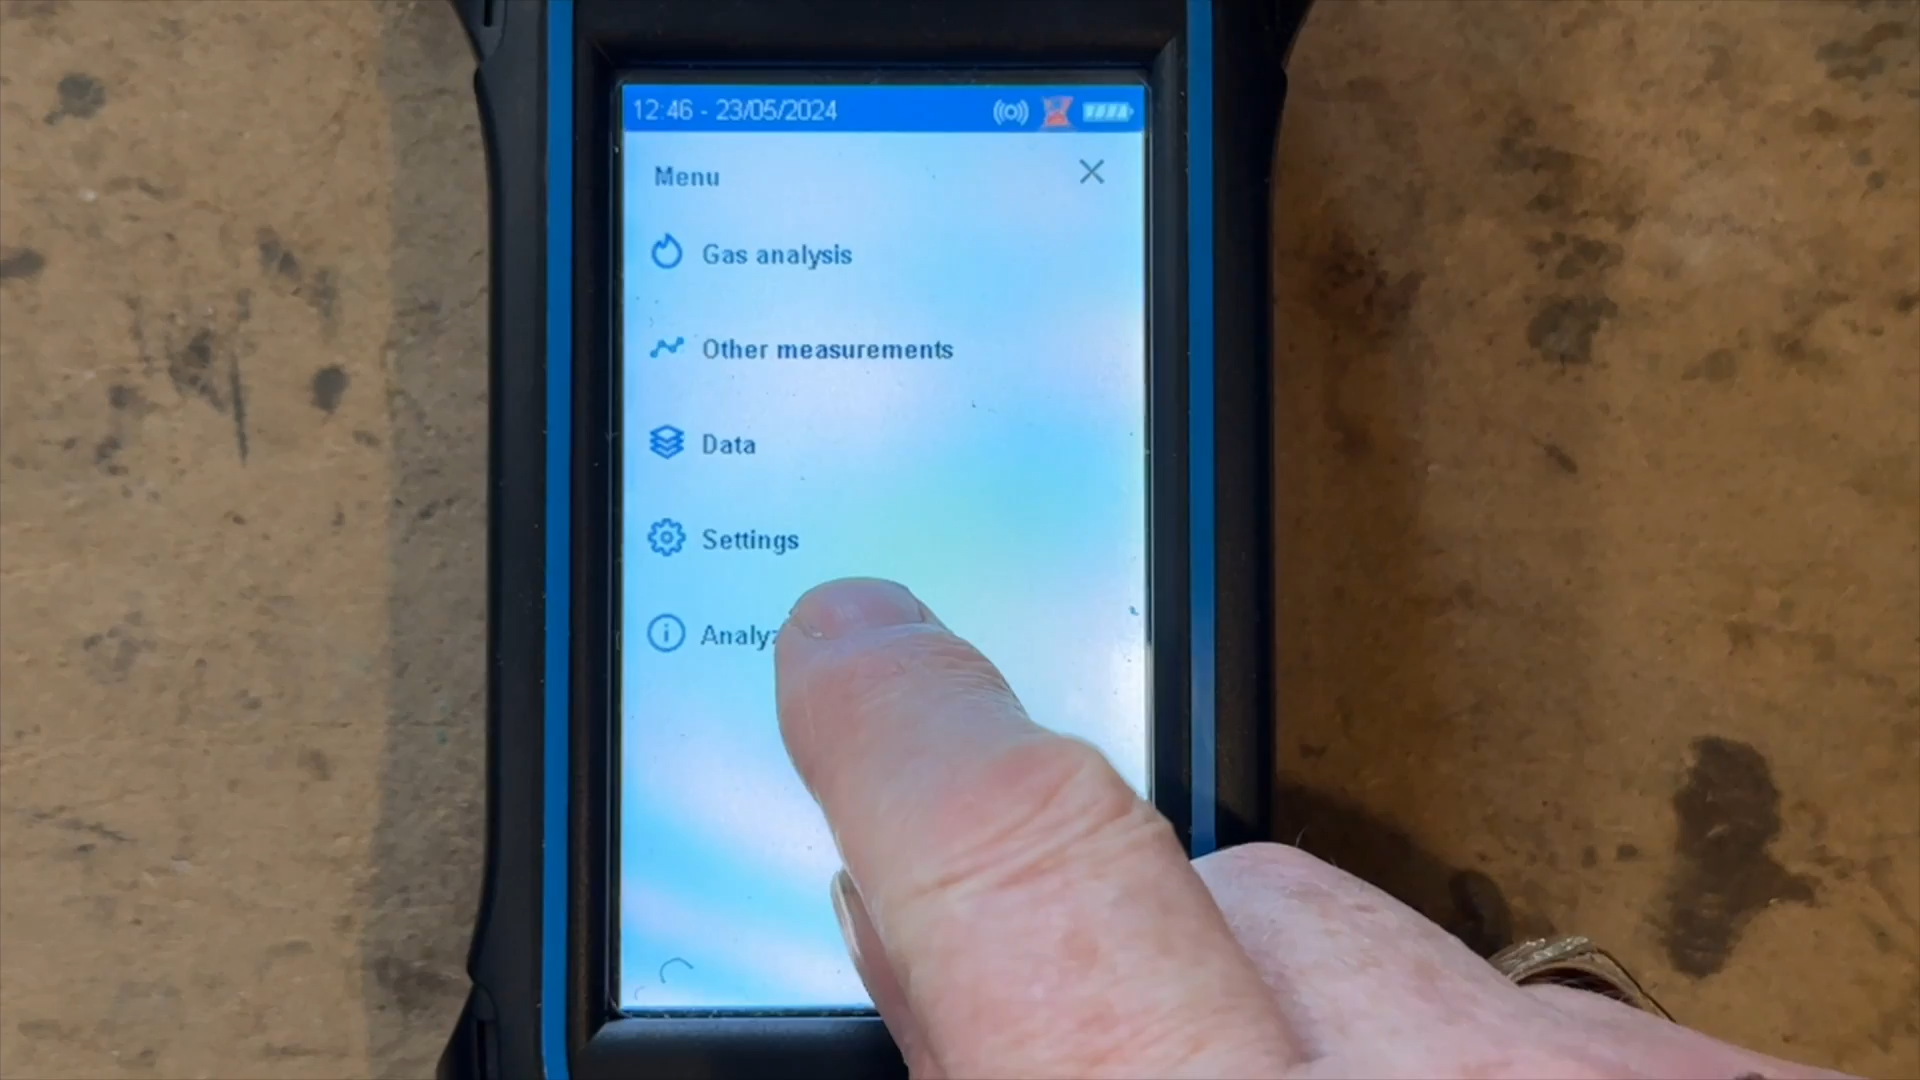 12:46 - 23/05/2024
Menu
Gas analysis
Other measurements
Data
Settings